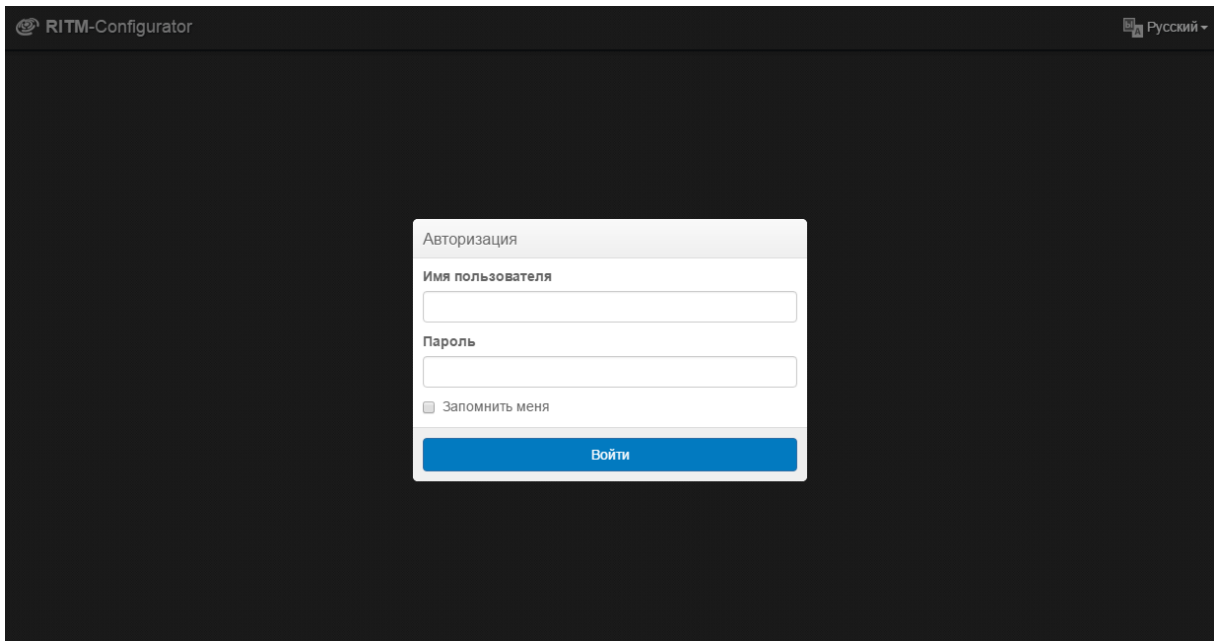 RITM-Configurator
Русский
Авторизация
Имя пользователя
Пароль
Запомнить меня
Войти